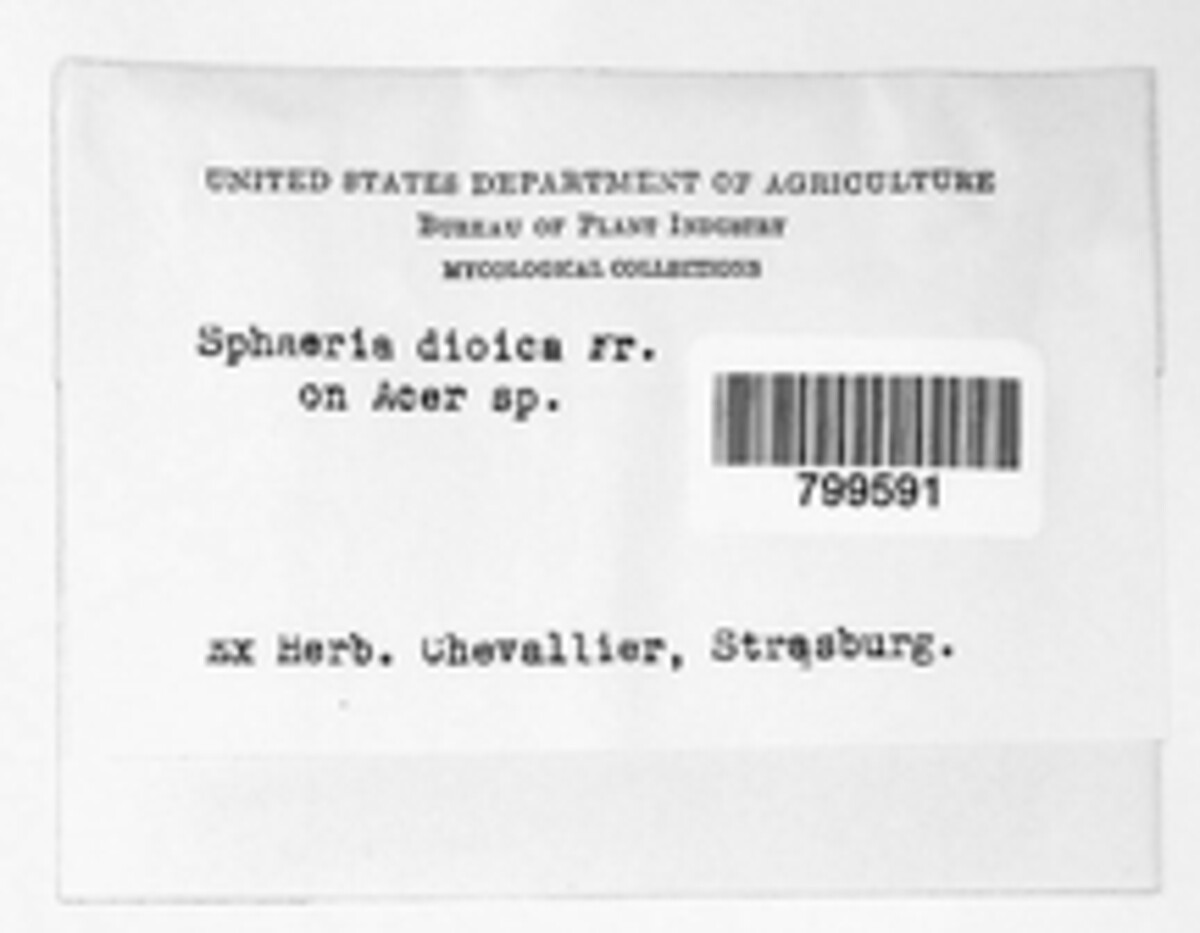 UNITED STATES DEPARTMENT OF AGRICULTURE
BUREAU OF PLANT INDUSTRY
MYCOLOGICAL COLLECTIONS
Sphaeria dioica Fr.
on Acer sp.
799591
Ex Herb. Chevallier, Strasburg.